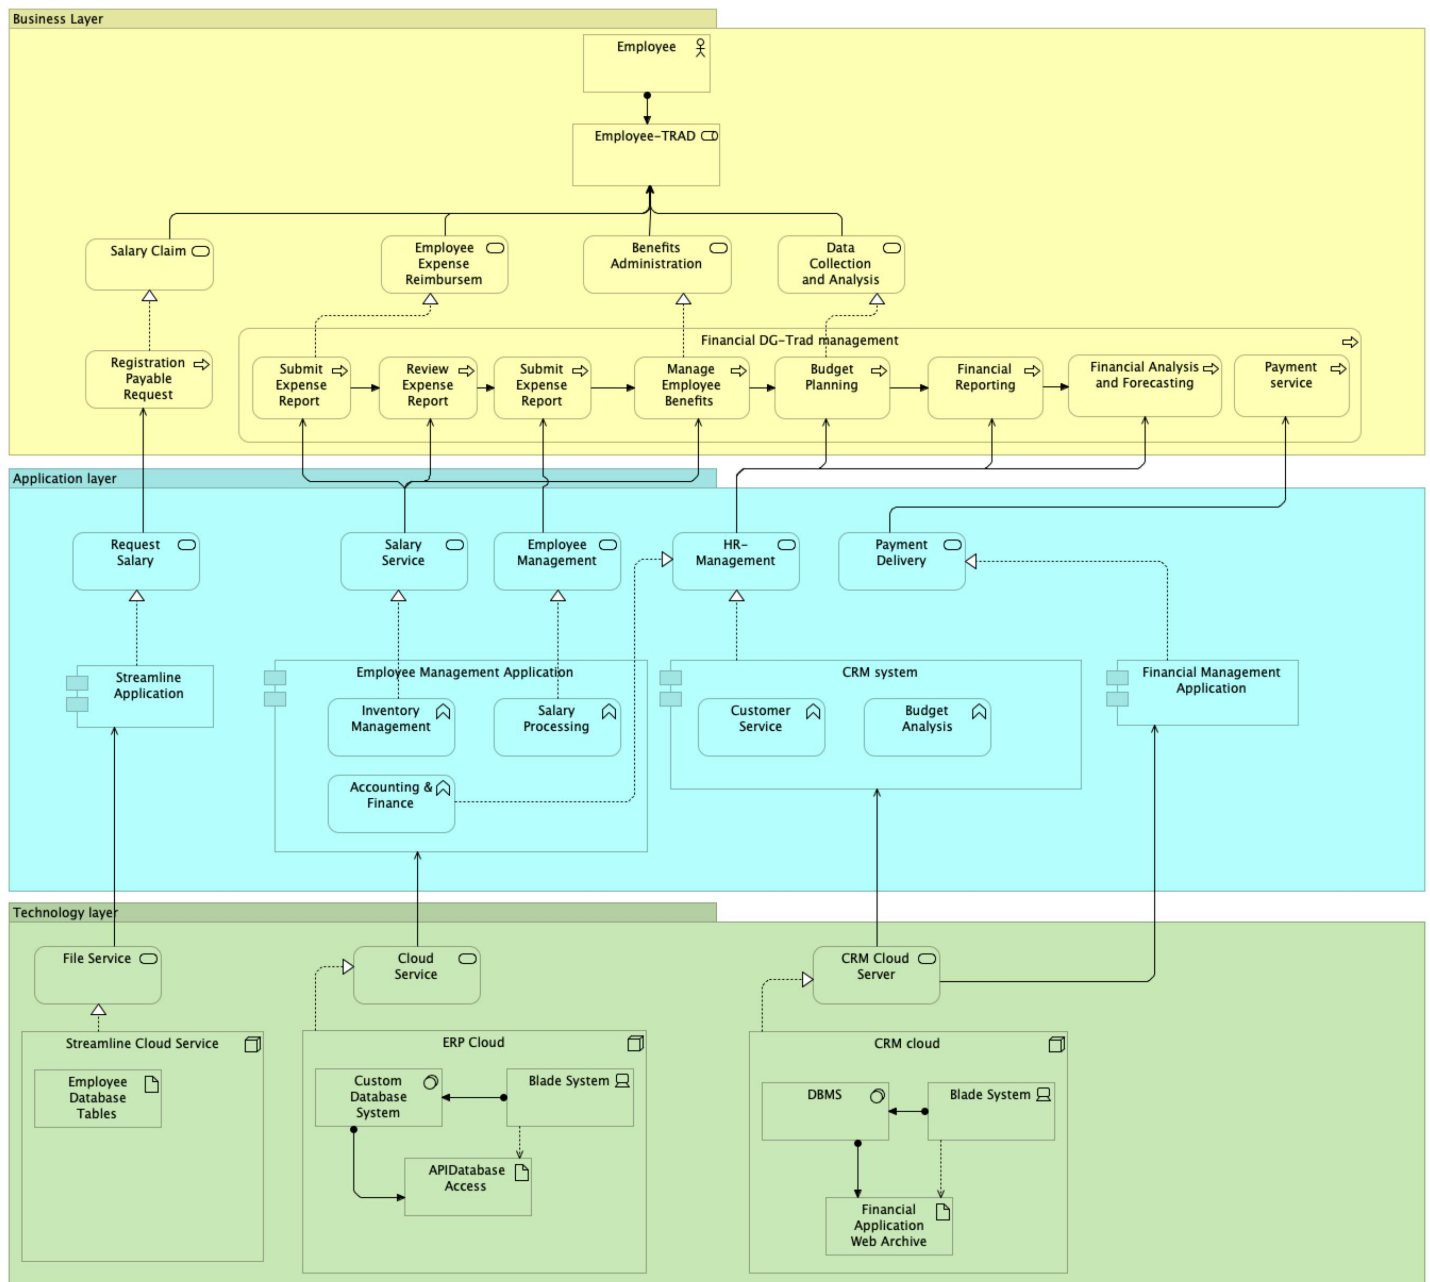 Business Layer
Employee
Employee-TRAD
Salary Claim
Employee
Expense
Reimbursem
Benefits
Administration
Data
Collection
and Analysis
Financial DG-Trad management
Registration
Payable
Request
Submit
Expense
Report
Review
Expense
Report
Submit
Expense
Report
Manage
Employee
Benefits
Budget
Planning
Financial
Reporting
Financial Analysis
and Forecasting
Payment
service
Application layer
Request
Salary
Salary
Service
Employee
Management
HR-
Management
Payment
Delivery
Streamline
Application
Employee Management Application
Inventory
Management
Salary
Processing
Accounting &
Finance
CRM system
Customer
Service
Budget
Analysis
Financial Management
Application
Technology layer
File Service
Cloud
Service
CRM Cloud
Server
Streamline Cloud Service
Employee
Database
Tables
ERP Cloud
Custom
Database
System
Blade System
APIDatabase
Access
CRM cloud
DBMS
Blade System
Financial
Application
Web Archive